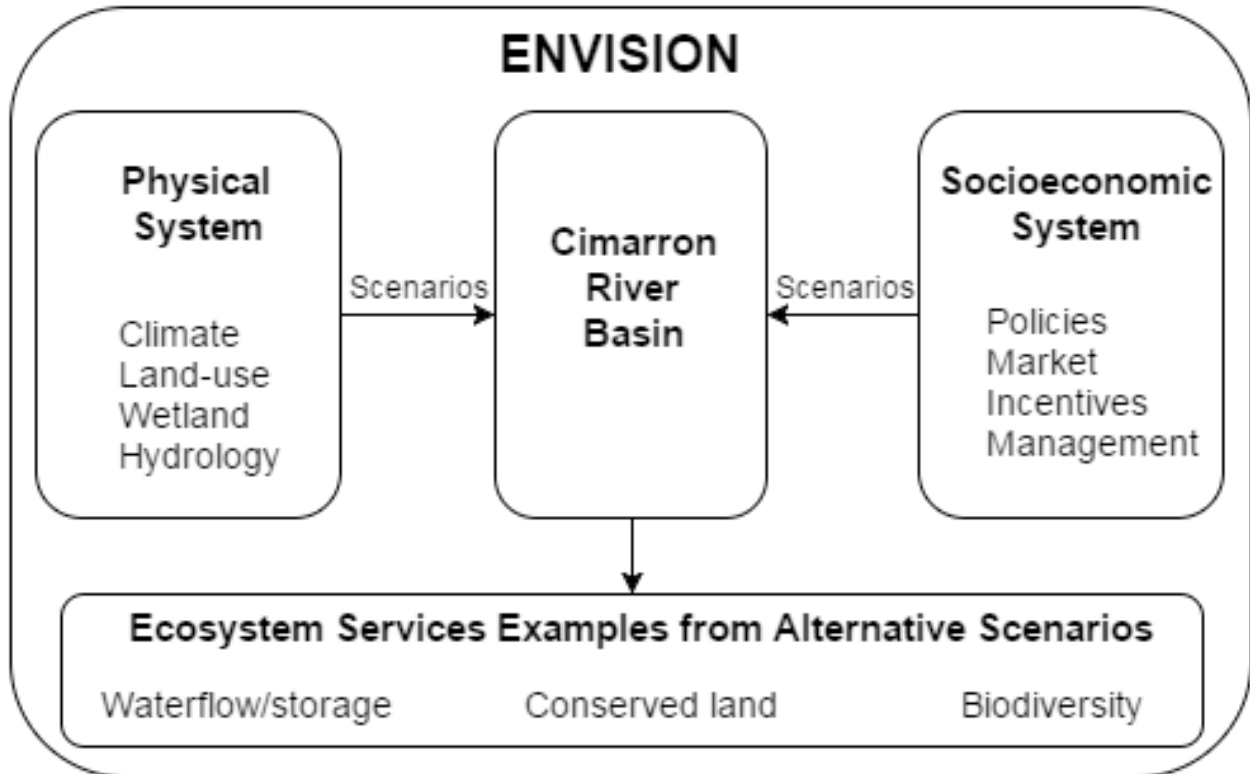 ENVISION
Physical
System
Climate
Land-use
Wetland
Hydrology
Scenarios
Cimarron
River
Basin
Scenarios
Socioeconomic
System
Policies
Market
Incentives
Management
Ecosystem Services Examples from Alternative Scenarios
Waterflow/storage Conserved land Biodiversity